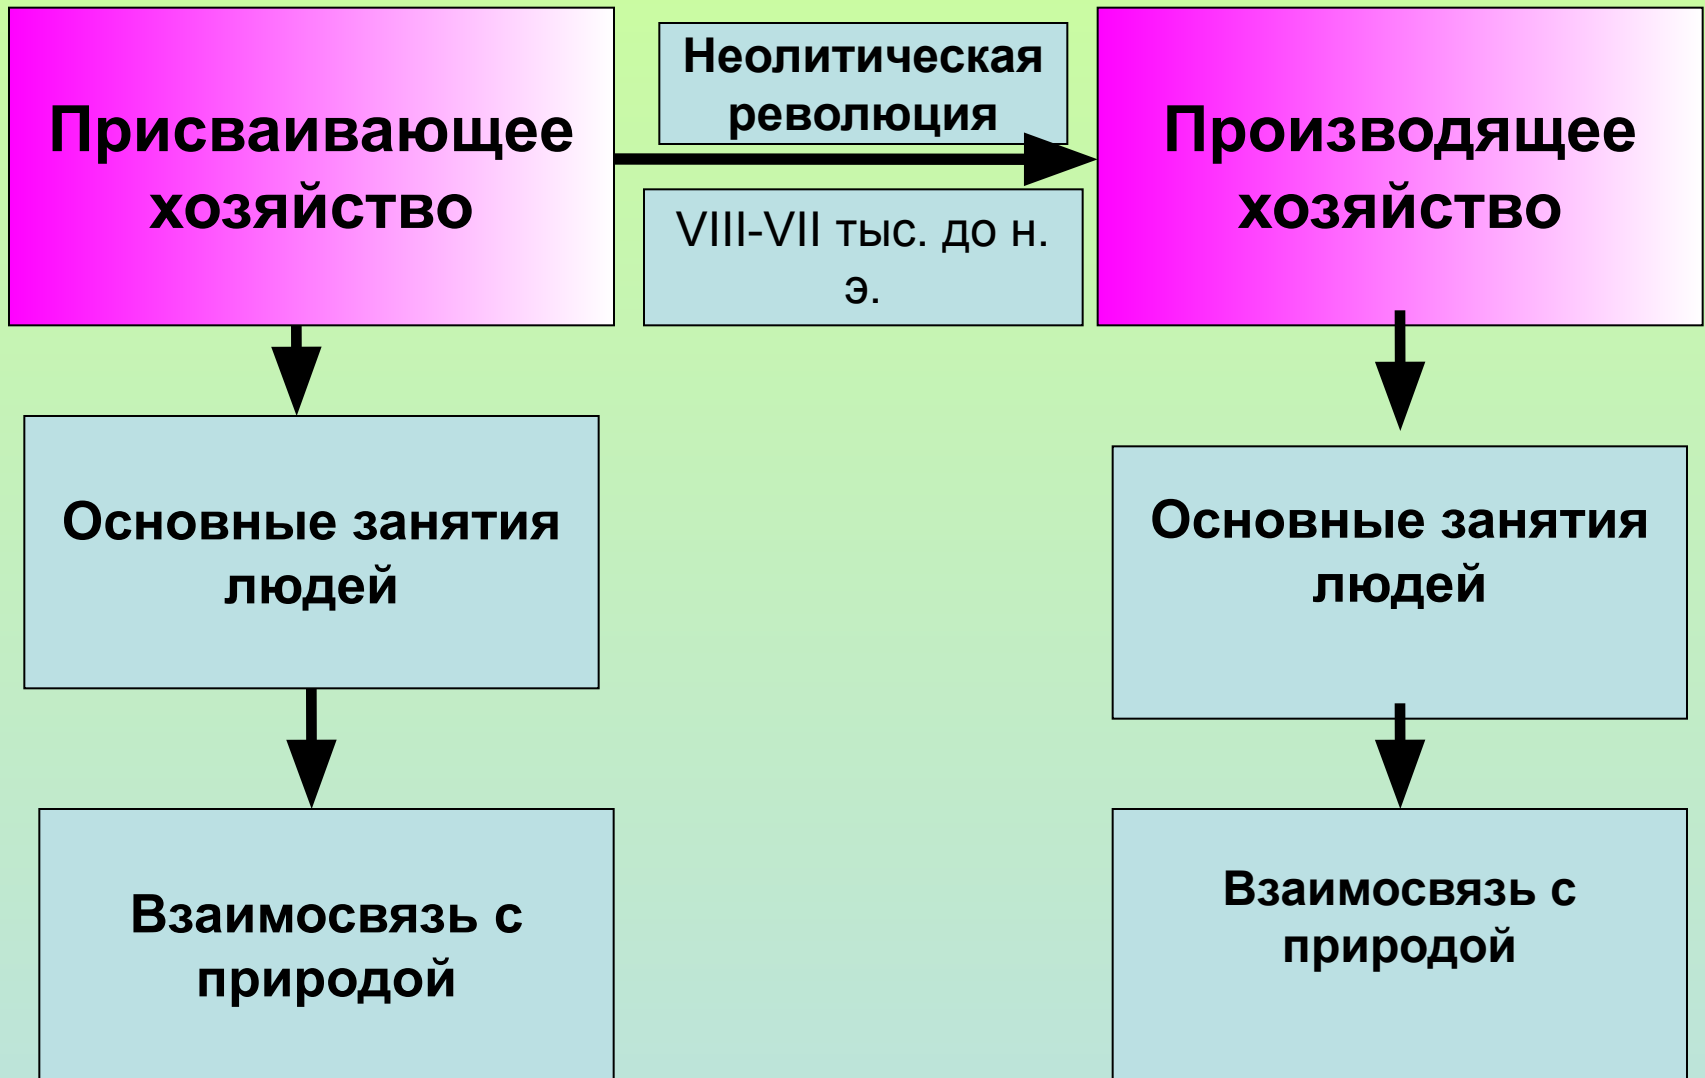 Присваивающее
хозяйство
Неолитическая
революция
VIII-VII тыс. до н.
э.
Производящее
хозяйство
Основные занятия
людей
Основные занятия
людей
Взаимосвязь с
природой
Взаимосвязь с
природой